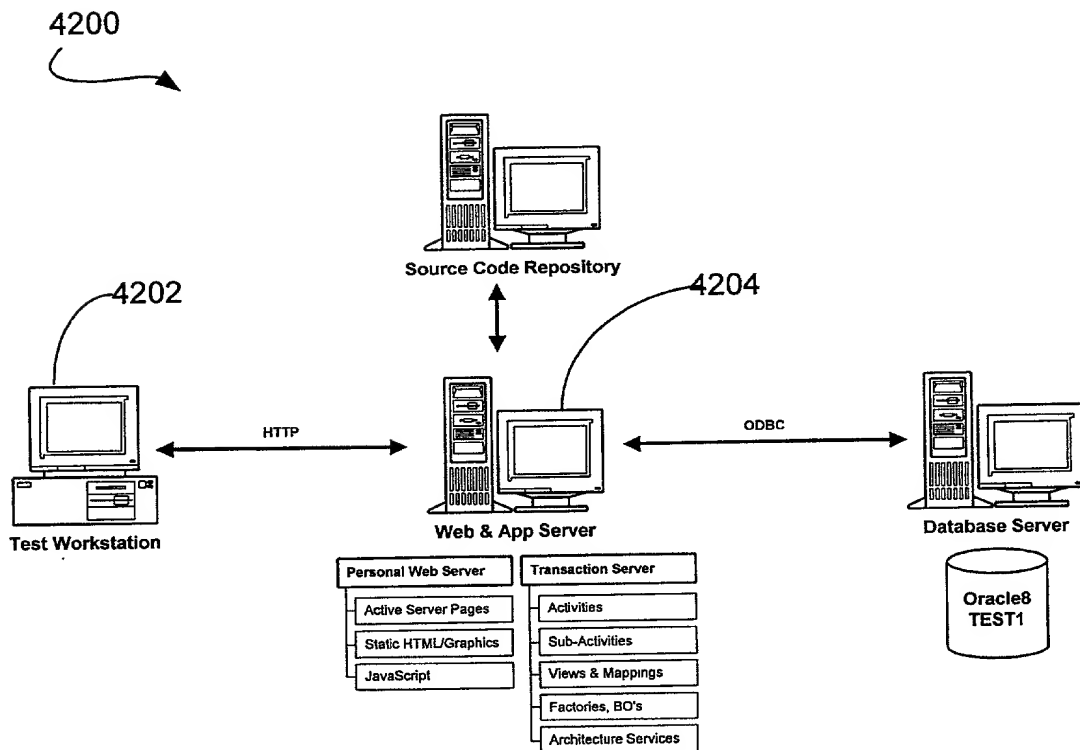 4200
Source Code Repository
4202
4204
HTTP
ODBC
Test Workstation
Web & App Server
Database Server
Personal Web Server
Active Server Pages
Static HTML/Graphics
JavaScript
Transaction Server
Activities
Sub-Activities
Views & Mappings
Factories, BO's
Architecture Services
Oracle8
TEST1